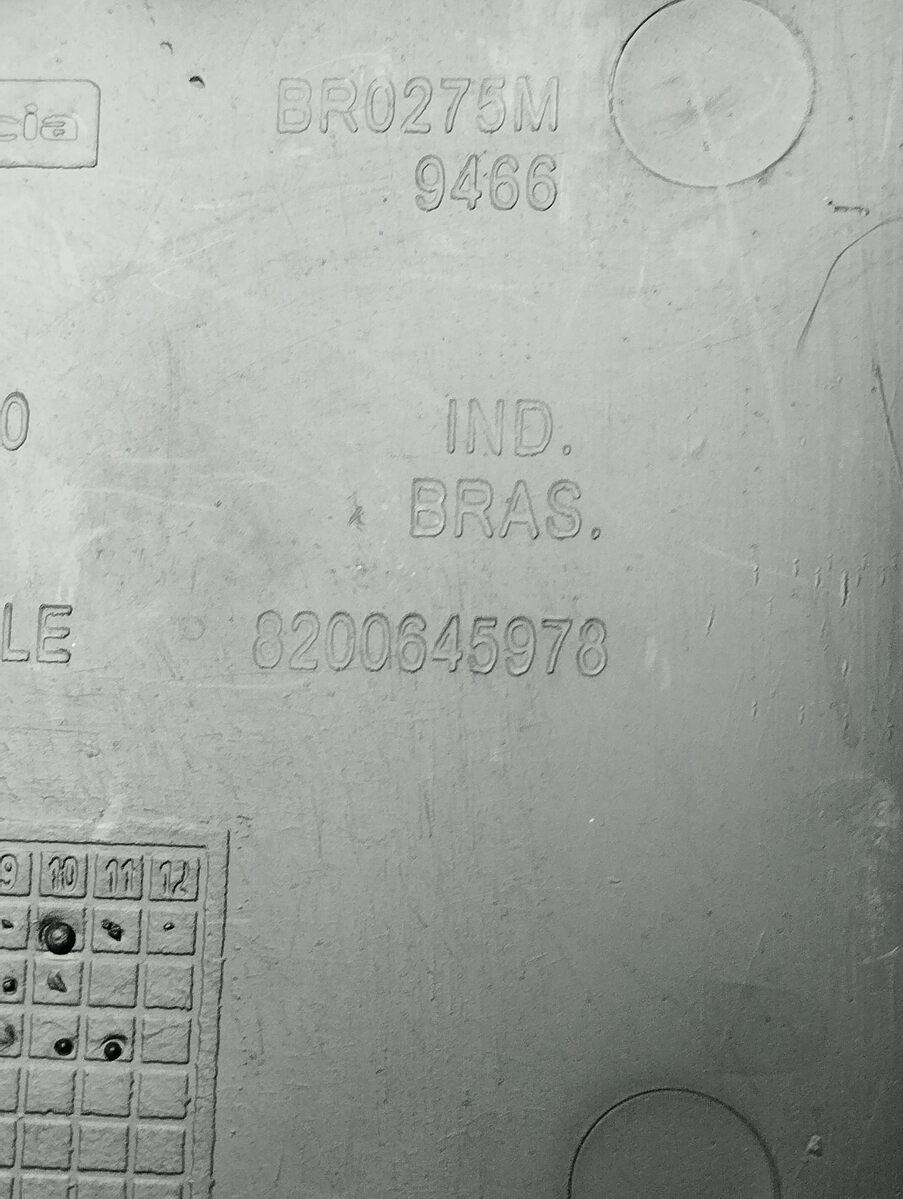 cia
BR0275M
9466
0
IND.
BRAS.
LE
8200645978
9 10 11 12